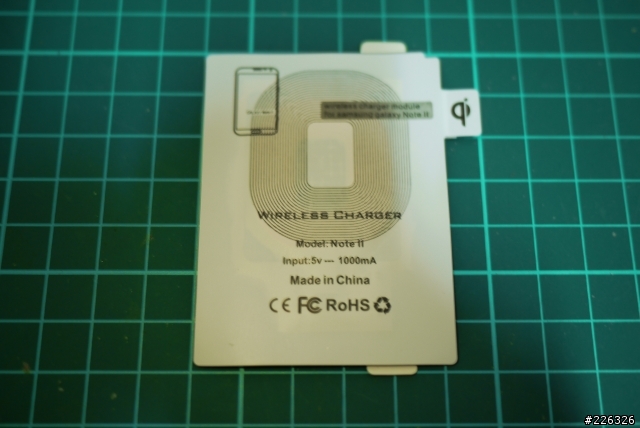 wireless charger module
for samsung galaxy Note II
WIRELESS CHARGER
Model: Note II
Input:5v --- 1000mA
Made in China
CE FC RoHS
#226326